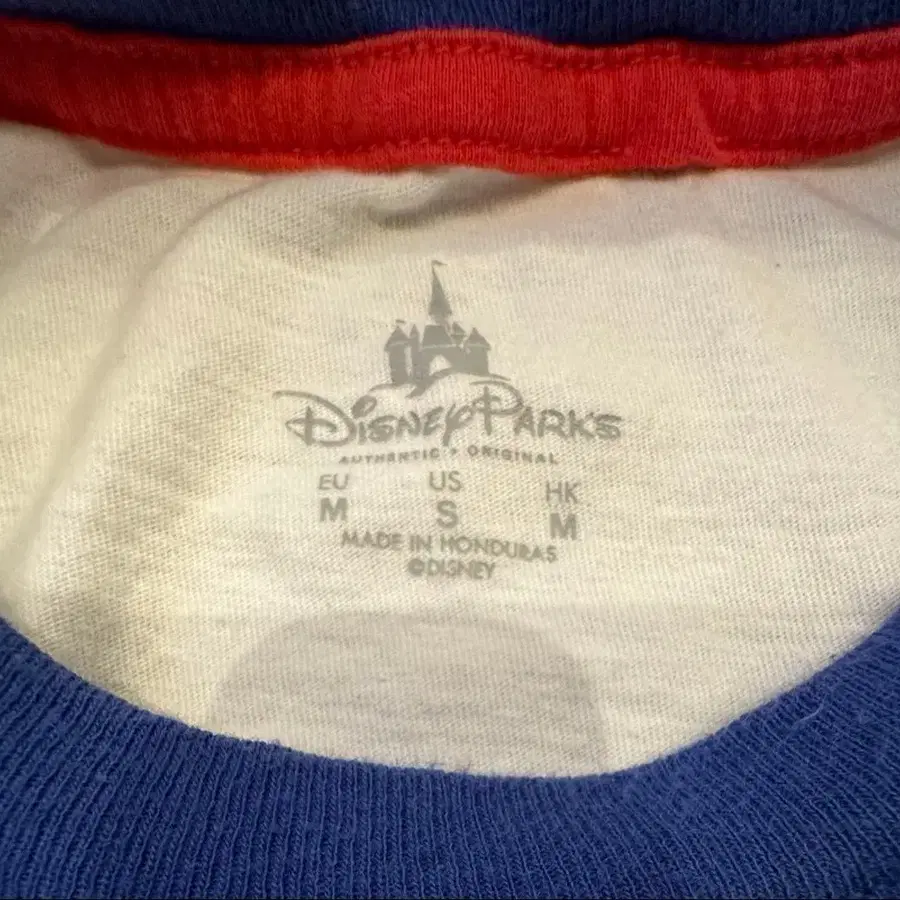 Disney Parks
AUTHENTIC • ORIGINAL
EU US HK
M S M
MADE IN HONDURAS
©DISNEY